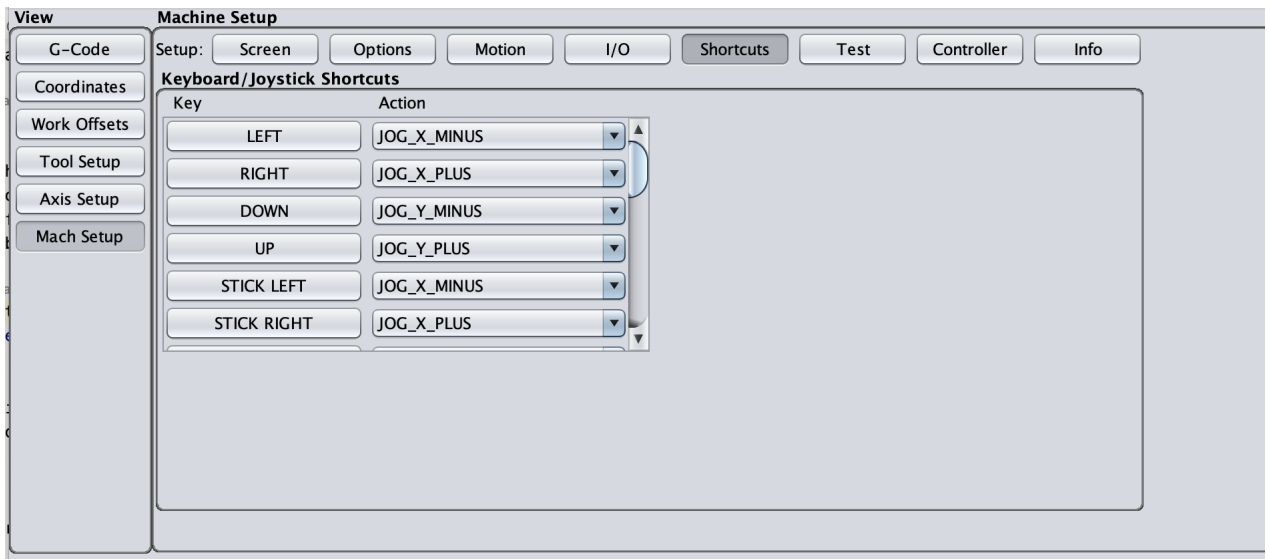 View
Machine Setup
G-Code
Coordinates
Work Offsets
Tool Setup
Axis Setup
Mach Setup
Setup: Screen Options Motion I/O Shortcuts Test Controller Info
Keyboard/Joystick Shortcuts
Key Action
LEFT JOG_X_MINUS
RIGHT JOG_X_PLUS
DOWN JOG_Y_MINUS
UP JOG_Y_PLUS
STICK LEFT JOG_X_MINUS
STICK RIGHT JOG_X_PLUS